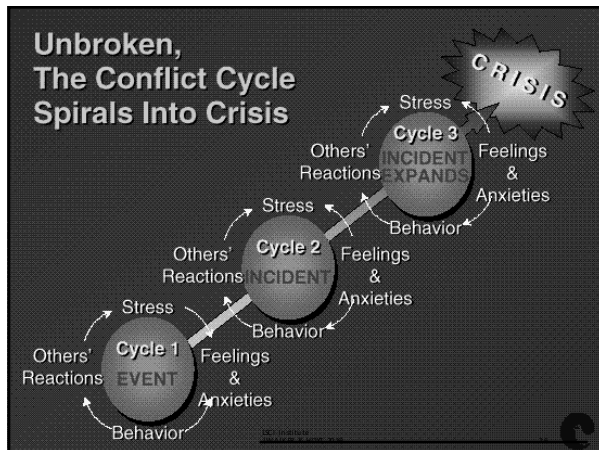 Unbroken,
The Conflict Cycle
Spirals Into Crisis
CRISIS
Stress
Cycle 3
INCIDENT
EXPANDS
Others'
Reactions
Feelings
&
Anxieties
Behavior
Stress
Cycle 2
INCIDENT
Others'
Reactions
Feelings
&
Anxieties
Behavior
Stress
Cycle 1
EVENT
Others'
Reactions
Feelings
&
Anxieties
Behavior
Institute